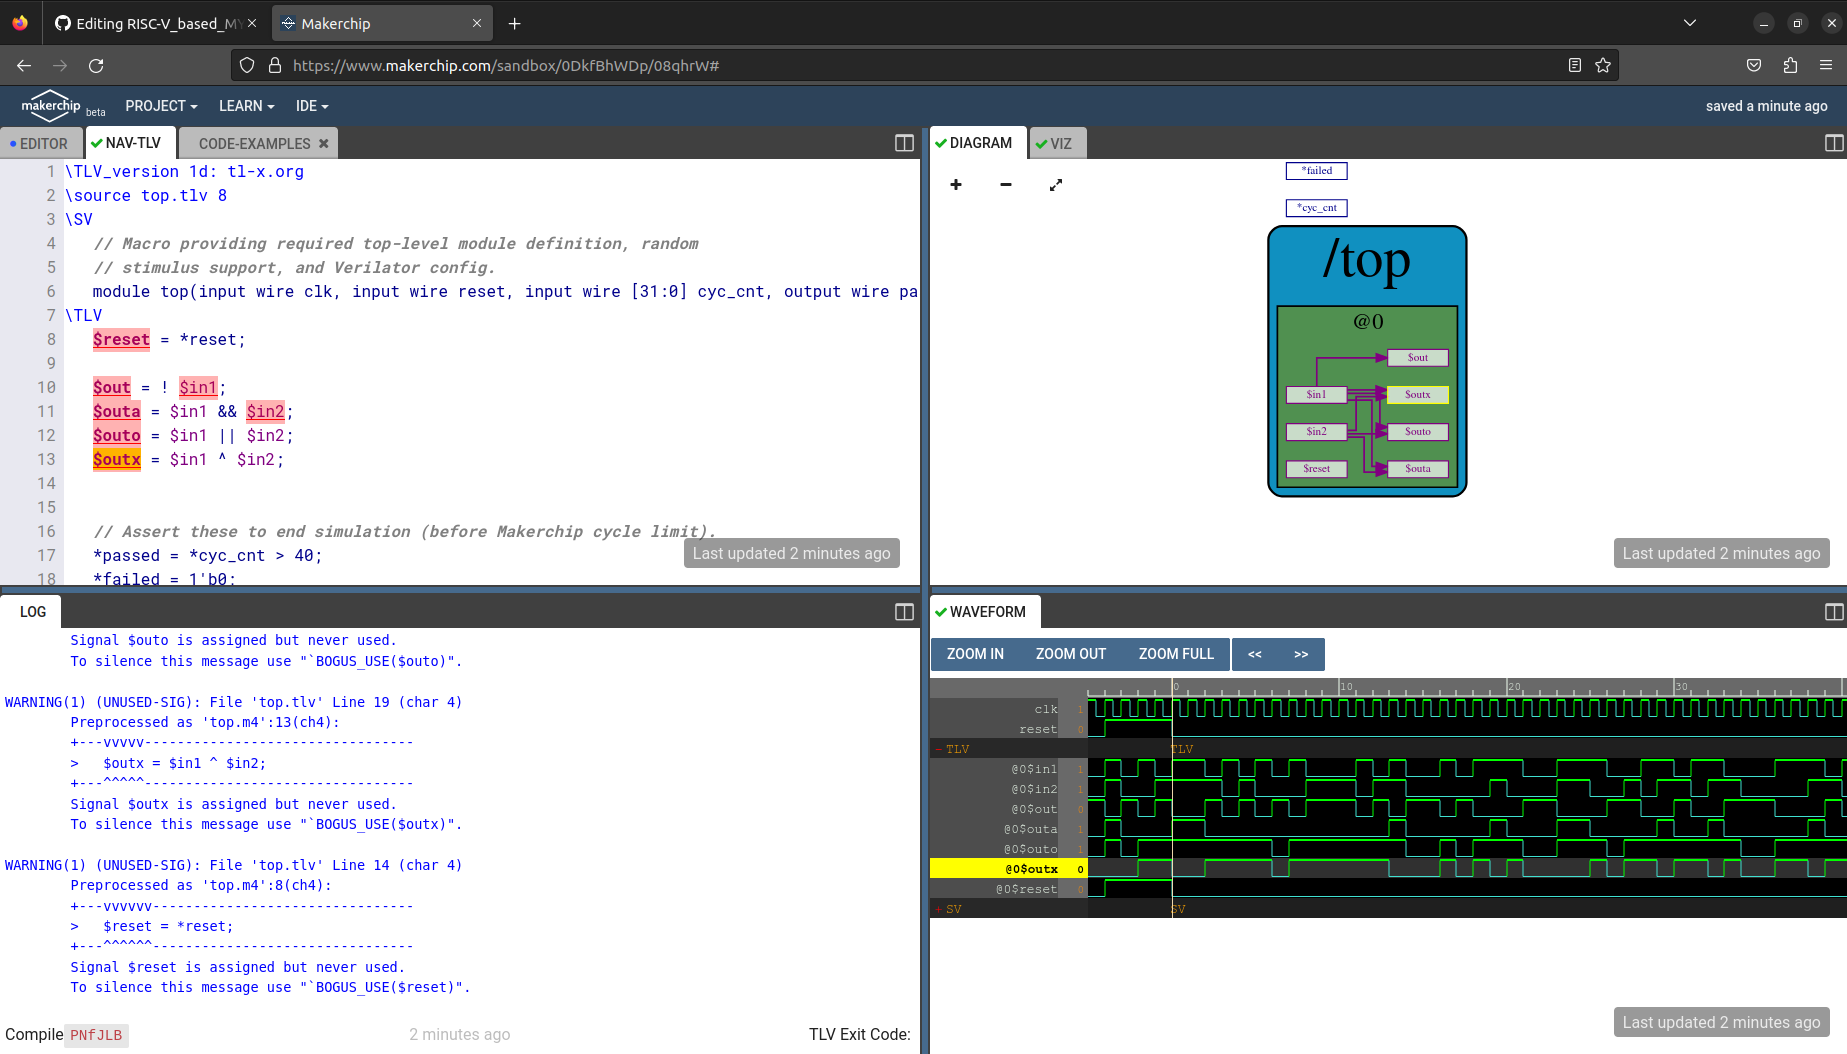 Editing RISC-V_based_MY
Makerchip
https://www.makerchip.com/sandbox/0DkfBhWDp/08qhrW#
makerchip beta PROJECT LEARN IDE saved a minute ago
EDITOR NAV-TLV CODE-EXAMPLES
1 \TLV_version 1d: tl-x.org
2 \source top.tlv 8
3 \SV
4 // Macro providing required top-level module definition, random
5 // stimulus support, and Verilator config.
6 module top(input wire clk, input wire reset, input wire [31:0] cyc_cnt, output wire pa
7 \TLV
8 $reset = *reset;
9
10 $out = ! $in1;
11 $outa = $in1 && $in2;
12 $outo = $in1 || $in2;
13 $outx = $in1 ^ $in2;
14
15
16 // Assert these to end simulation (before Makerchip cycle limit).
17 *passed = *cyc_cnt > 40;
18 *failed = 1'b0;
Last updated 2 minutes ago
DIAGRAM VIZ
*failed
*cyc_cnt
/top
@0
$out
$in1 $outx
$in2 $outo
$reset $outa
Last updated 2 minutes ago
LOG
Signal $outo is assigned but never used.
To silence this message use "`BOGUS_USE($outo)".
WARNING(1) (UNUSED-SIG): File 'top.tlv' Line 19 (char 4)
Preprocessed as 'top.m4':13(ch4):
+---vvvvv---------------------------------
> $outx = $in1 ^ $in2;
+---^^^^^---------------------------------
Signal $outx is assigned but never used.
To silence this message use "`BOGUS_USE($outx)".
WARNING(1) (UNUSED-SIG): File 'top.tlv' Line 14 (char 4)
Preprocessed as 'top.m4':8(ch4):
+---vvvvvv--------------------------------
> $reset = *reset;
+---^^^^^^--------------------------------
Signal $reset is assigned but never used.
To silence this message use "`BOGUS_USE($reset)".
Compile PNfJLB 2 minutes ago TLV Exit Code:
WAVEFORM
ZOOM IN ZOOM OUT ZOOM FULL << >>
0 10 20 30
clk 1
reset 0
- TLV TLV
@0$in1 1
@0$in2 1
@0$out 0
@0$outa 1
@0$outo 1
@0$outx 0
@0$reset 0
+ SV SV
Last updated 2 minutes ago